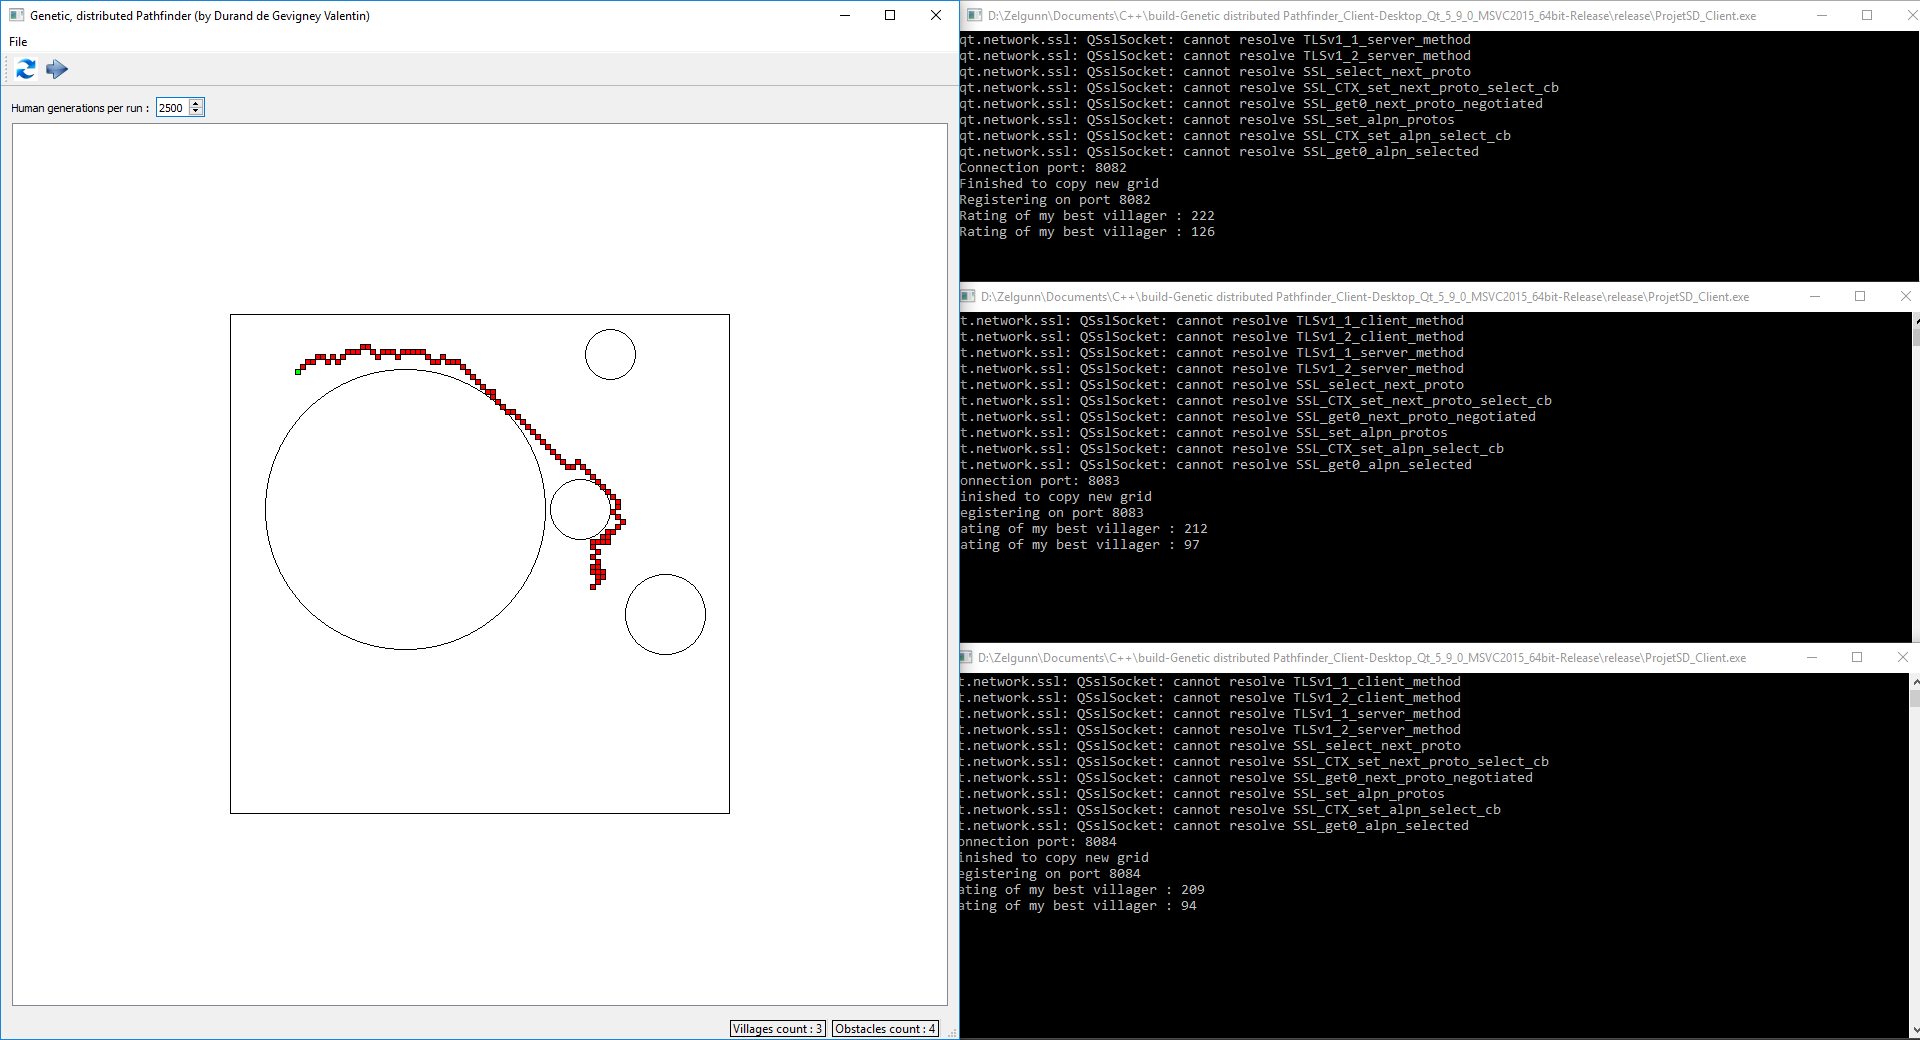 Genetic, distributed Pathfinder (by Durand de Gevigney Valentin)
File
Human generations per run : 2500
Villages count : 3
Obstacles count : 4
D:\Zelgunn\Documents\C++\build-Genetic distributed Pathfinder_Client-Desktop_Qt_5_9_0_MSVC2015_64bit-Release\release\ProjetSD_Client.exe
qt.network.ssl: QSslSocket: cannot resolve TLSv1_1_server_method
qt.network.ssl: QSslSocket: cannot resolve TLSv1_2_server_method
qt.network.ssl: QSslSocket: cannot resolve SSL_select_next_proto
qt.network.ssl: QSslSocket: cannot resolve SSL_CTX_set_next_proto_select_cb
qt.network.ssl: QSslSocket: cannot resolve SSL_get0_next_proto_negotiated
qt.network.ssl: QSslSocket: cannot resolve SSL_set_alpn_protos
qt.network.ssl: QSslSocket: cannot resolve SSL_CTX_set_alpn_select_cb
qt.network.ssl: QSslSocket: cannot resolve SSL_get0_alpn_selected
Connection port: 8082
Finished to copy new grid
Registering on port 8082
Rating of my best villager : 222
Rating of my best villager : 126
D:\Zelgunn\Documents\C++\build-Genetic distributed Pathfinder_Client-Desktop_Qt_5_9_0_MSVC2015_64bit-Release\release\ProjetSD_Client.exe
t.network.ssl: QSslSocket: cannot resolve TLSv1_1_client_method
t.network.ssl: QSslSocket: cannot resolve TLSv1_2_client_method
t.network.ssl: QSslSocket: cannot resolve TLSv1_1_server_method
t.network.ssl: QSslSocket: cannot resolve TLSv1_2_server_method
t.network.ssl: QSslSocket: cannot resolve SSL_select_next_proto
t.network.ssl: QSslSocket: cannot resolve SSL_CTX_set_next_proto_select_cb
t.network.ssl: QSslSocket: cannot resolve SSL_get0_next_proto_negotiated
t.network.ssl: QSslSocket: cannot resolve SSL_set_alpn_protos
t.network.ssl: QSslSocket: cannot resolve SSL_CTX_set_alpn_select_cb
t.network.ssl: QSslSocket: cannot resolve SSL_get0_alpn_selected
onnection port: 8083
inished to copy new grid
egistering on port 8083
ating of my best villager : 212
ating of my best villager : 97
D:\Zelgunn\Documents\C++\build-Genetic distributed Pathfinder_Client-Desktop_Qt_5_9_0_MSVC2015_64bit-Release\release\ProjetSD_Client.exe
t.network.ssl: QSslSocket: cannot resolve TLSv1_1_client_method
t.network.ssl: QSslSocket: cannot resolve TLSv1_2_client_method
t.network.ssl: QSslSocket: cannot resolve TLSv1_1_server_method
t.network.ssl: QSslSocket: cannot resolve TLSv1_2_server_method
t.network.ssl: QSslSocket: cannot resolve SSL_select_next_proto
t.network.ssl: QSslSocket: cannot resolve SSL_CTX_set_next_proto_select_cb
t.network.ssl: QSslSocket: cannot resolve SSL_get0_next_proto_negotiated
t.network.ssl: QSslSocket: cannot resolve SSL_set_alpn_protos
t.network.ssl: QSslSocket: cannot resolve SSL_CTX_set_alpn_select_cb
t.network.ssl: QSslSocket: cannot resolve SSL_get0_alpn_selected
onnection port: 8084
inished to copy new grid
egistering on port 8084
ating of my best villager : 209
ating of my best villager : 94